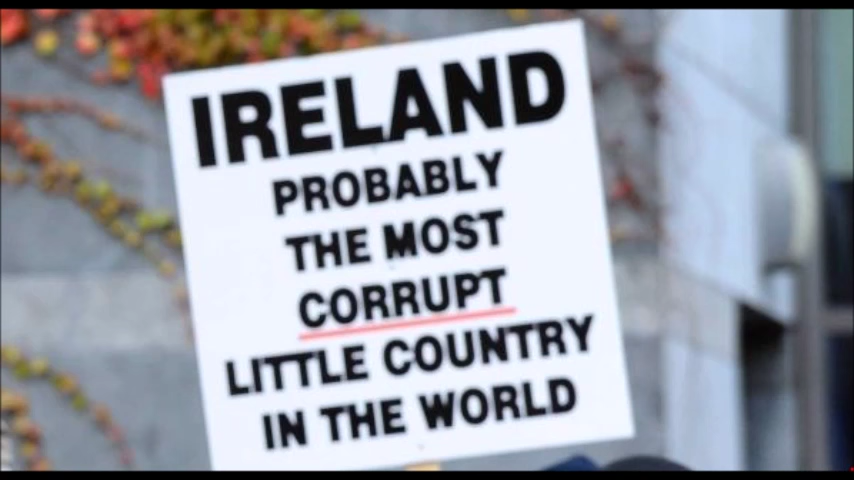 IRELAND
PROBABLY
THE MOST
CORRUPT
LITTLE COUNTRY
IN THE WORLD